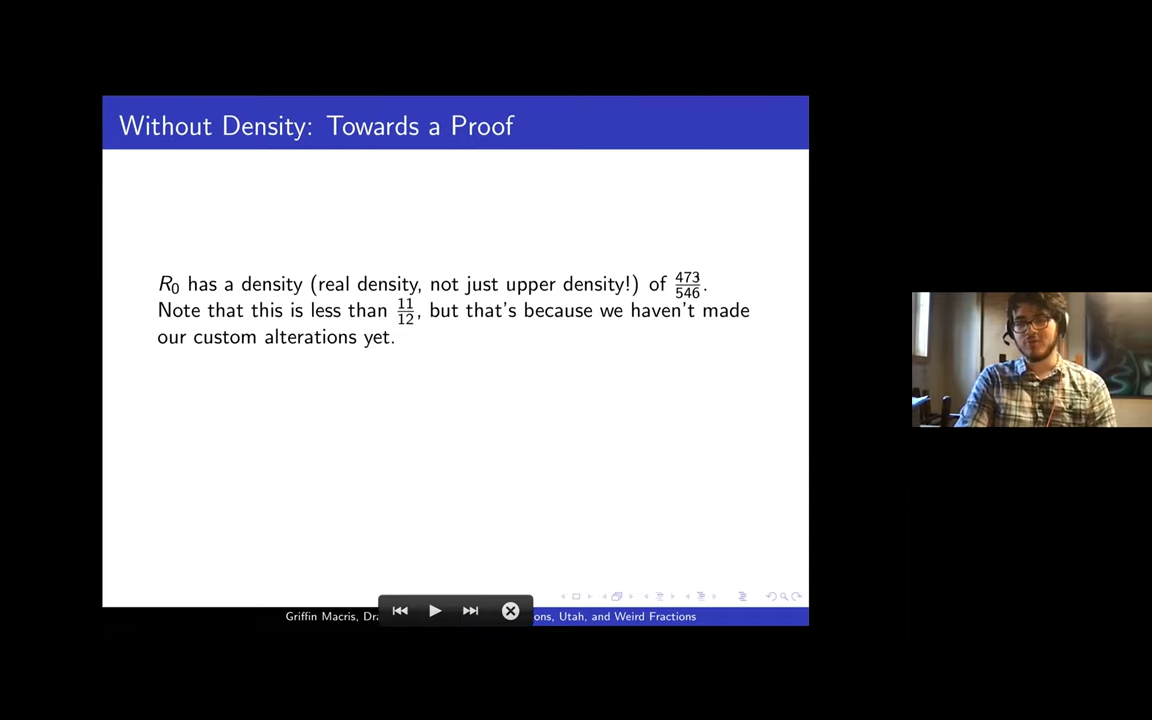 Without Density: Towards a Proof
R₀ has a density (real density, not just upper density!) of 473/546.
Note that this is less than 11/12, but that's because we haven't made
our custom alterations yet.
Griffin Macris, ons, Utah, and Weird Fractions